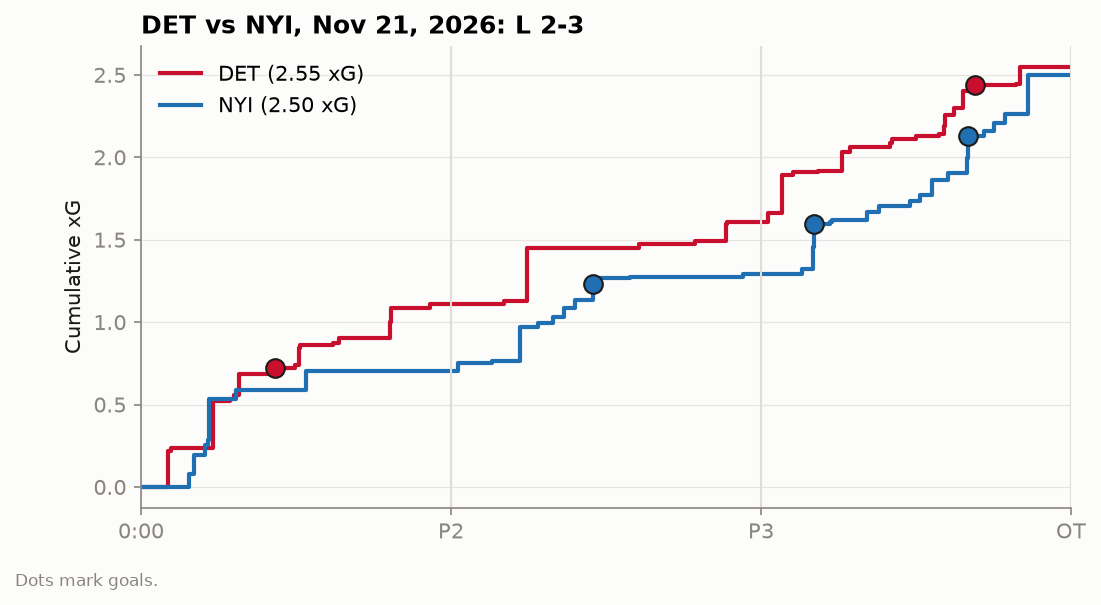 DET vs NYI, Nov 21, 2026: L 2-3
DET (2.55 xG)
NYI (2.50 xG)
Cumulative xG
2.5
2.0
1.5
1.0
0.5
0.0
0:00
P2
P3
OT
Dots mark goals.